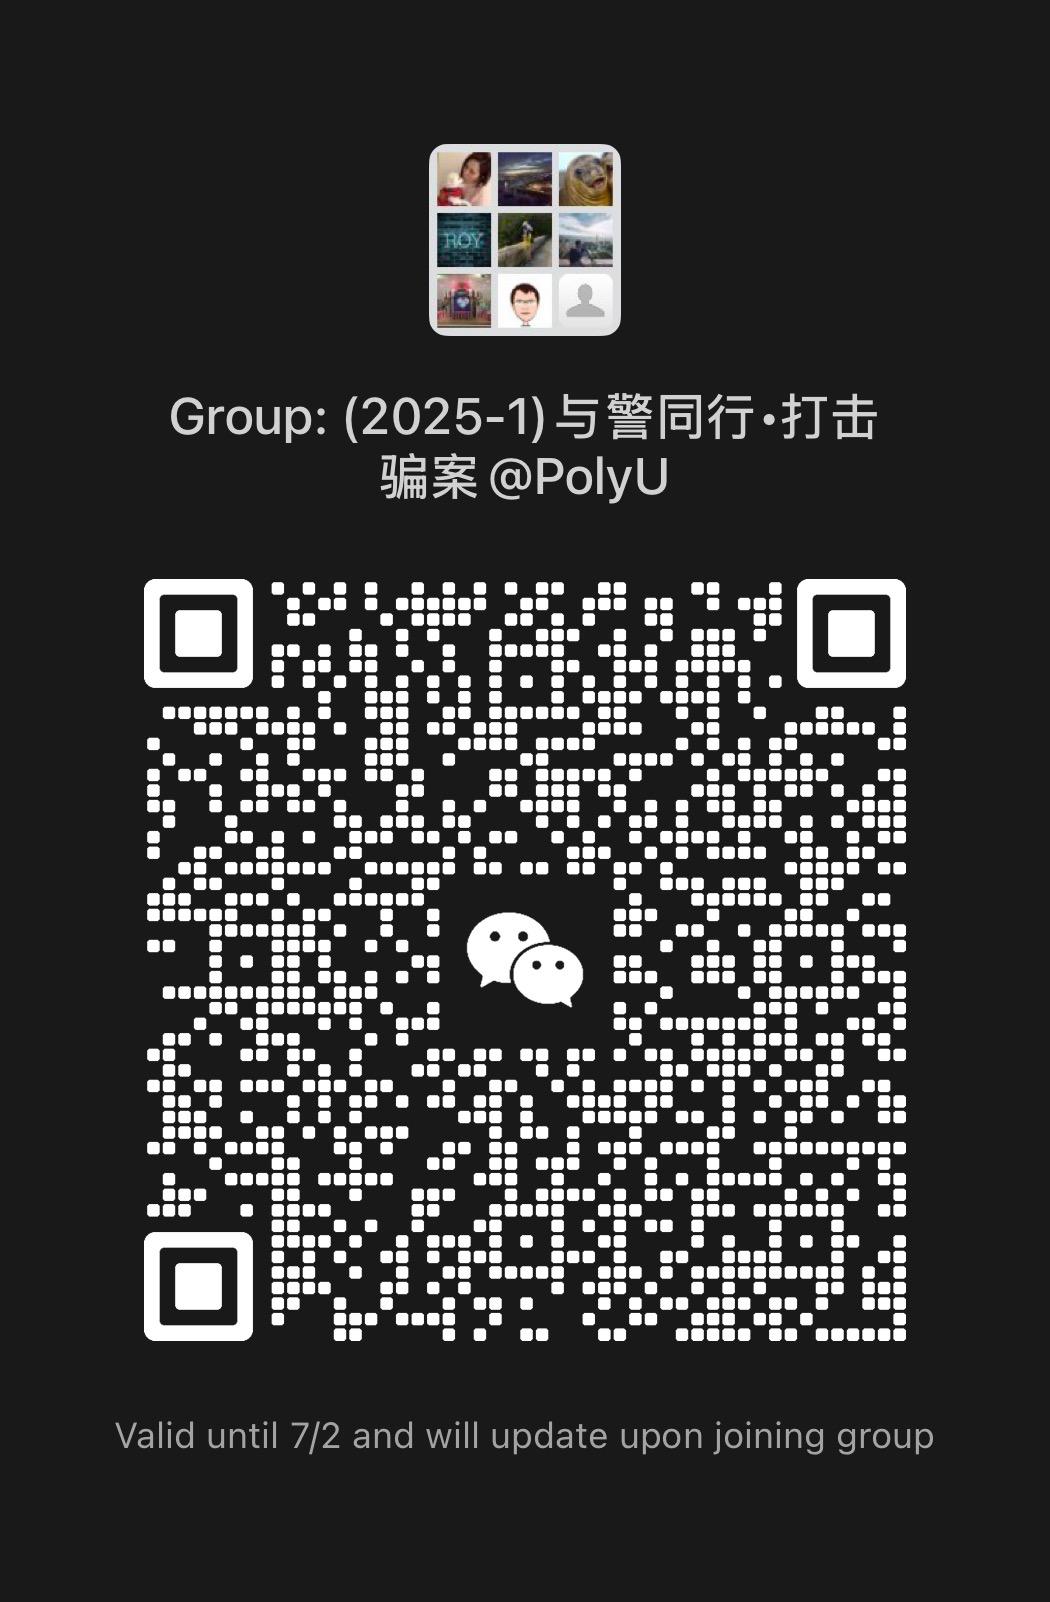 ROY
Group: (2025-1)与警同行•打击
骗案@PolyU
Valid until 7/2 and will update upon joining group